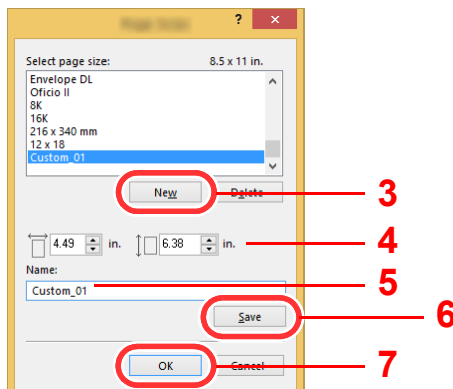 ?
Select page size: 8.5 x 11 in.
Envelope DL
Oficio II
8K
16K
216 x 340 mm
12 x 18
Custom_01
New Delete
3
4.49 in. 6.38 in.
4
Name:
5
Custom_01
Save
6
OK Cancel
7